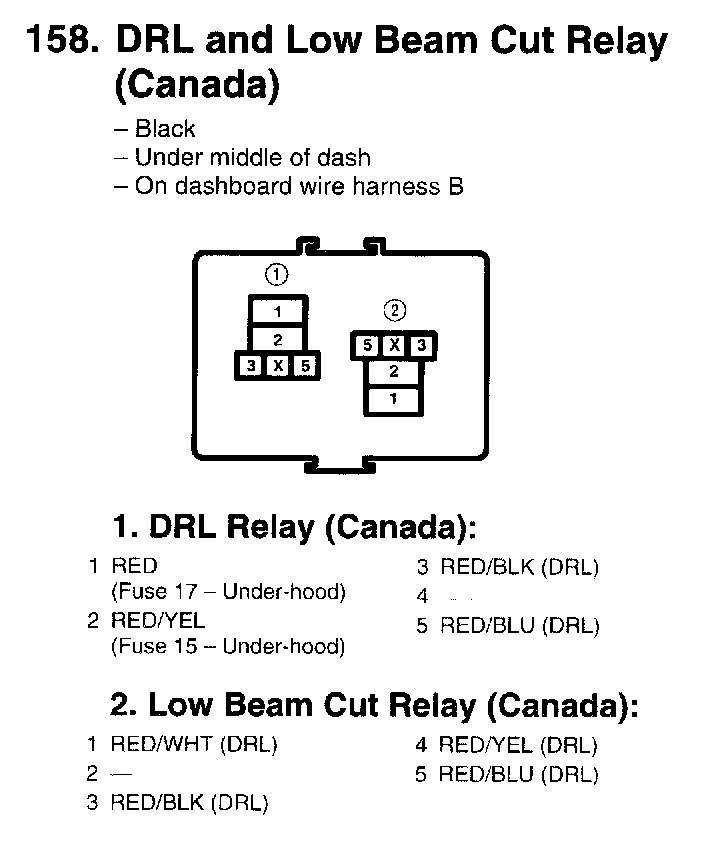 158. DRL and Low Beam Cut Relay
(Canada)
– Black
– Under middle of dash
– On dashboard wire harness B
①
1
2
3 X 5
②
5 X 3
2
1
1. DRL Relay (Canada):
1 RED
(Fuse 17 – Under-hood)
2 RED/YEL
(Fuse 15 – Under-hood)
3 RED/BLK (DRL)
4 –
5 RED/BLU (DRL)
2. Low Beam Cut Relay (Canada):
1 RED/WHT (DRL)
2 —
3 RED/BLK (DRL)
4 RED/YEL (DRL)
5 RED/BLU (DRL)